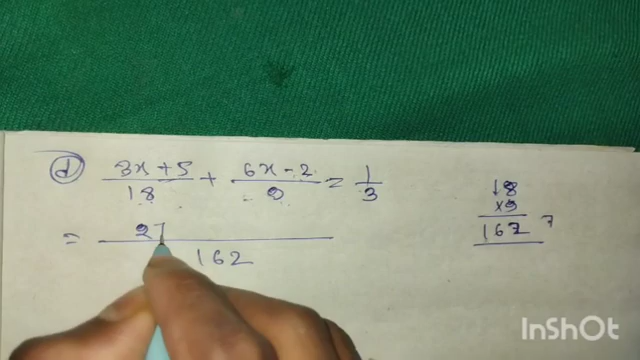 (d) 3x+5/18 + 6x-2/9 = 1/3
= 27/162
18
×9
162
InShOt